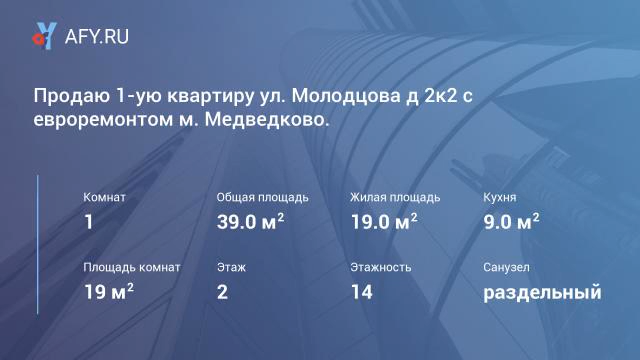 AFY.RU
Продаю 1-ую квартиру ул. Молодцова д 2к2 с
евроремонтом м. Медведково.
Комнат
1
Общая площадь
39.0 м²
Жилая площадь
19.0 м²
Кухня
9.0 м²
Площадь комнат
19 м²
Этаж
2
Этажность
14
Санузел
раздельный